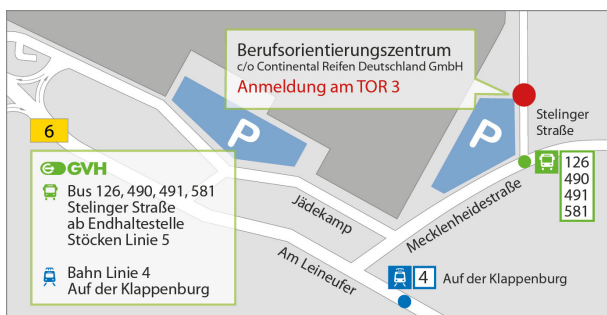 Berufsorientierungszentrum
c/o Continental Reifen Deutschland GmbH
Anmeldung am TOR 3
Stelinger
Straße
P
P
6
GVH
Bus 126, 490, 491, 581
Stelinger Straße
ab Endhaltestelle
Stöcken Linie 5
Bahn Linie 4
Auf der Klappenburg
126
490
491
581
Jädekamp
Mecklenheidestraße
Am Leineufer
4 Auf der Klappenburg